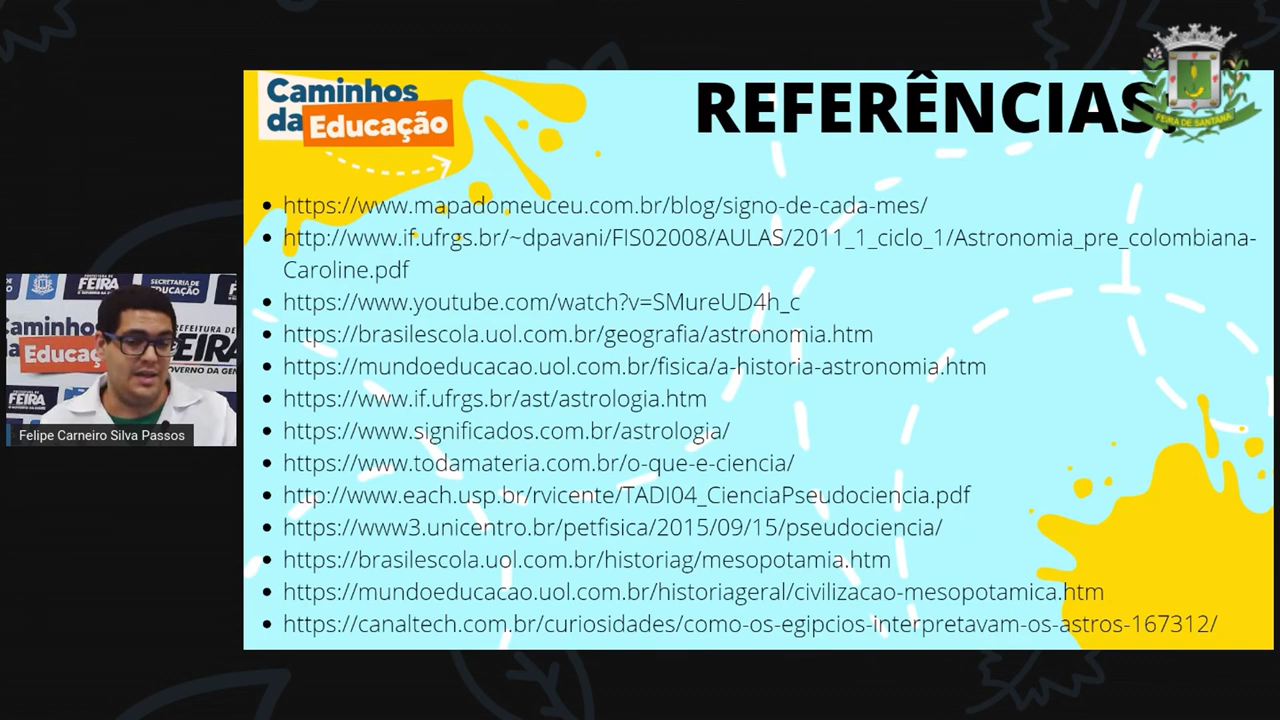 Caminhos
da Educação
REFERÊNCIAS
FEIRA DE SANTANA
https://www.mapadomeuceu.com.br/blog/signo-de-cada-mes/
http://www.if.ufrgs.br/~dpavani/FIS02008/AULAS/2011_1_ciclo_1/Astronomia_pre_colombiana-
Caroline.pdf
https://www.youtube.com/watch?v=SMureUD4h_c
https://brasilescola.uol.com.br/geografia/astronomia.htm
https://mundoeducacao.uol.com.br/fisica/a-historia-astronomia.htm
https://www.if.ufrgs.br/ast/astrologia.htm
https://www.significados.com.br/astrologia/
https://www.todamateria.com.br/o-que-e-ciencia/
http://www.each.usp.br/rvicente/TADI04_CienciaPseudociencia.pdf
https://www3.unicentro.br/petfisica/2015/09/15/pseudociencia/
https://brasilescola.uol.com.br/historiag/mesopotamia.htm
https://mundoeducacao.uol.com.br/historiageral/civilizacao-mesopotamica.htm
https://canaltech.com.br/curiosidades/como-os-egipcios-interpretavam-os-astros-167312/
FEIRA
SECRETARIA DE
EDUCAÇÃO
Felipe Carneiro Silva Passos